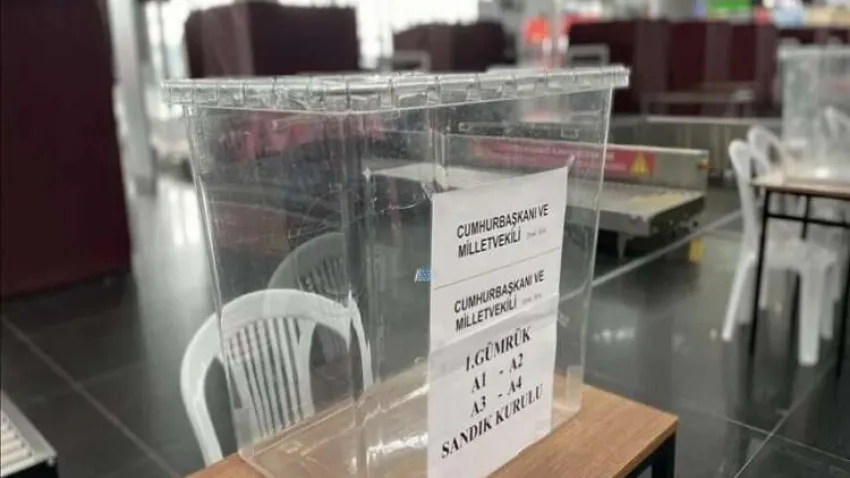 CUMHURBAŞKANI VE
MİLLETVEKİLİ
CUMHURBAŞKANI VE
MİLLETVEKİLİ
1.GÜMRÜK
A1 - A2
A3 - A4
SANDIK KURULU